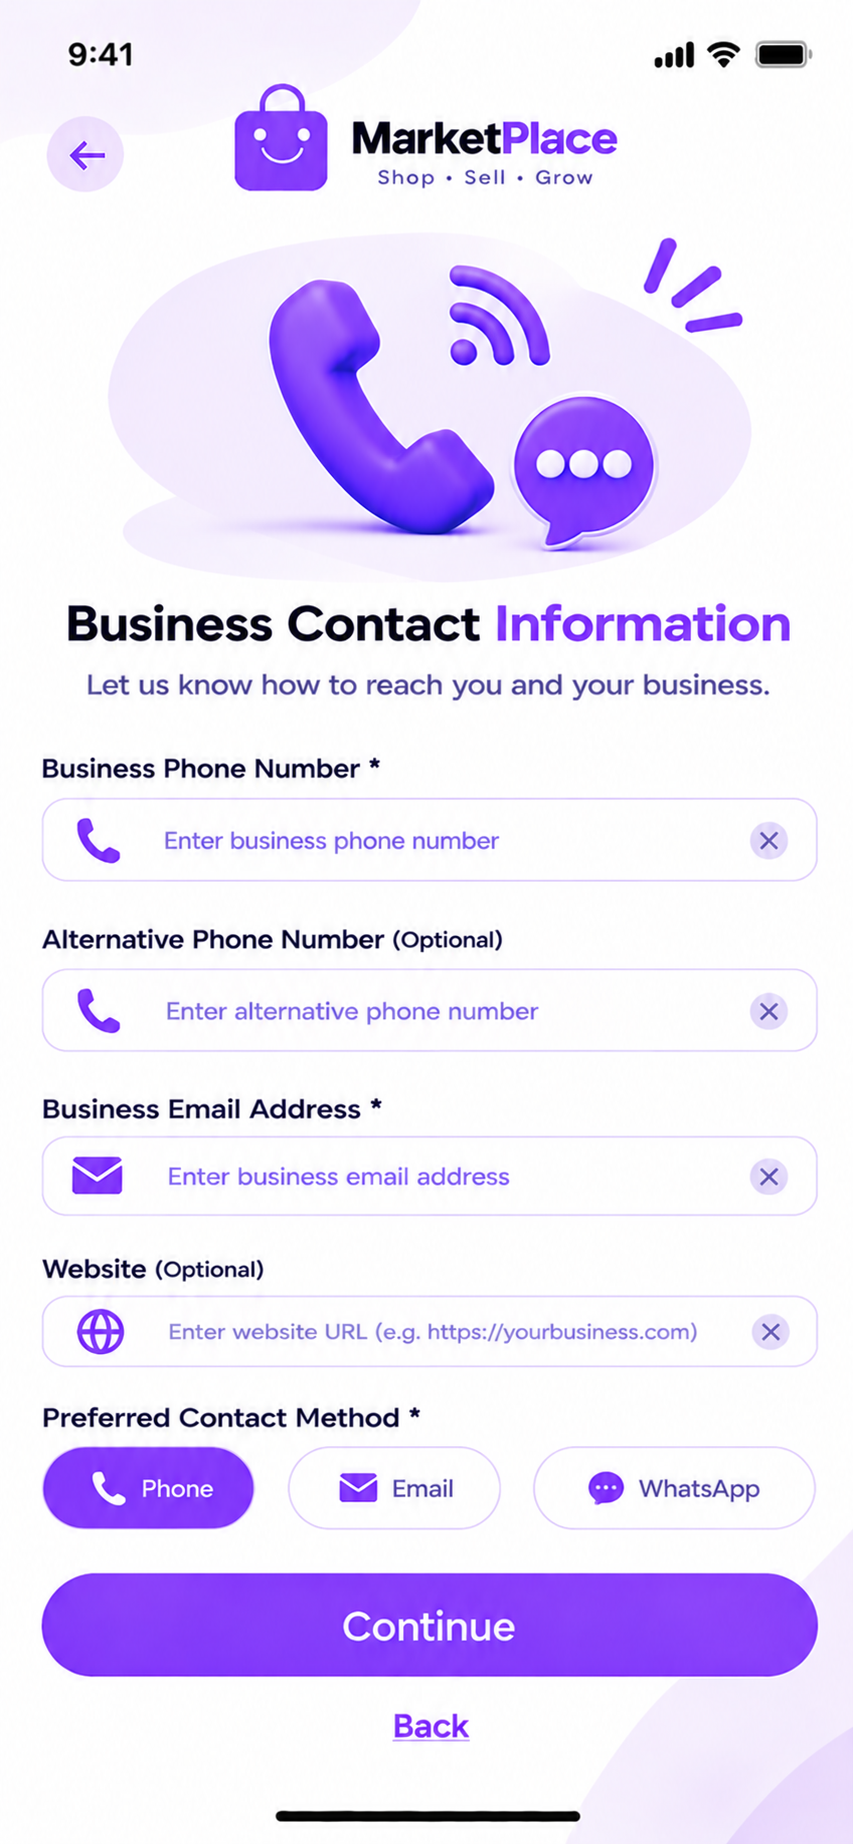 9:41
MarketPlace
Shop • Sell • Grow
Business Contact Information
Let us know how to reach you and your business.
Business Phone Number *
Enter business phone number
Alternative Phone Number (Optional)
Enter alternative phone number
Business Email Address *
Enter business email address
Website (Optional)
Enter website URL (e.g. https://yourbusiness.com)
Preferred Contact Method *
Phone Email WhatsApp
Continue
Back